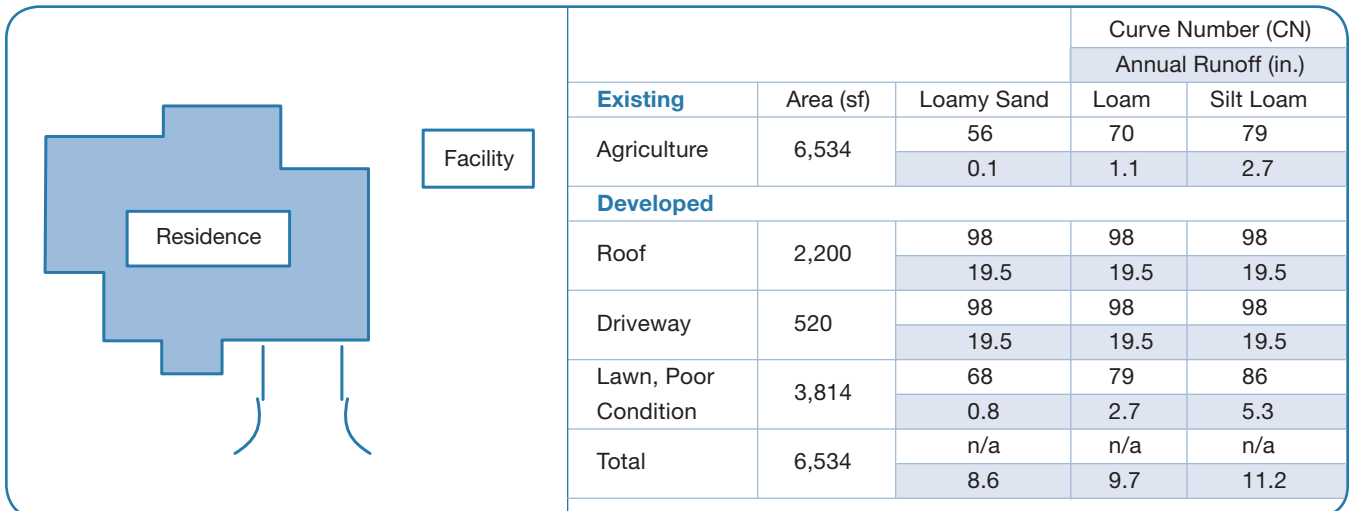 Residence
Facility
Curve Number (CN)
Annual Runoff (in.)
Existing Area (sf) Loamy Sand Loam Silt Loam
Agriculture 6,534
56 70 79
0.1 1.1 2.7
Developed
Roof 2,200
98 98 98
19.5 19.5 19.5
Driveway 520
98 98 98
19.5 19.5 19.5
Lawn, Poor
Condition
3,814
68 79 86
0.8 2.7 5.3
Total 6,534
n/a n/a n/a
8.6 9.7 11.2